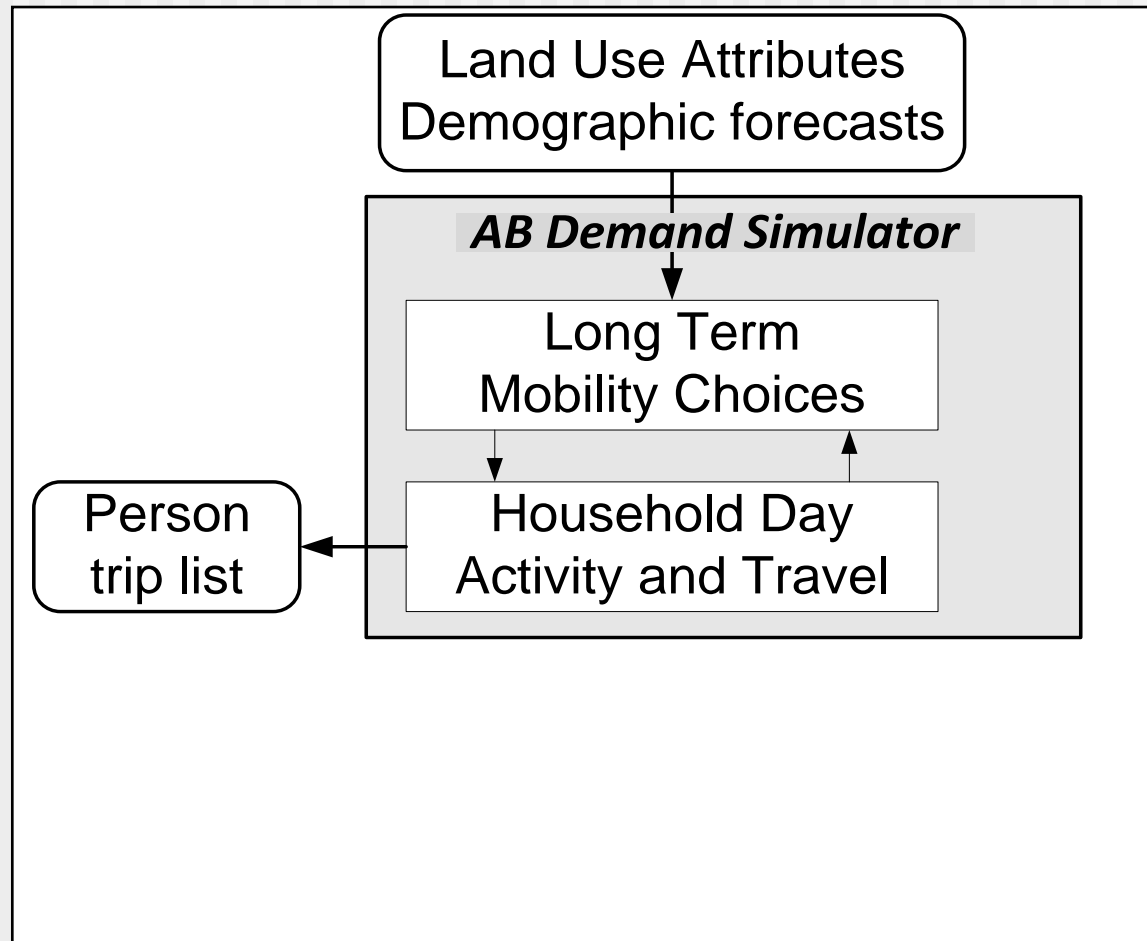 Land Use Attributes
Demographic forecasts
AB Demand Simulator
Long Term
Mobility Choices
Household Day
Activity and Travel
Person
trip list